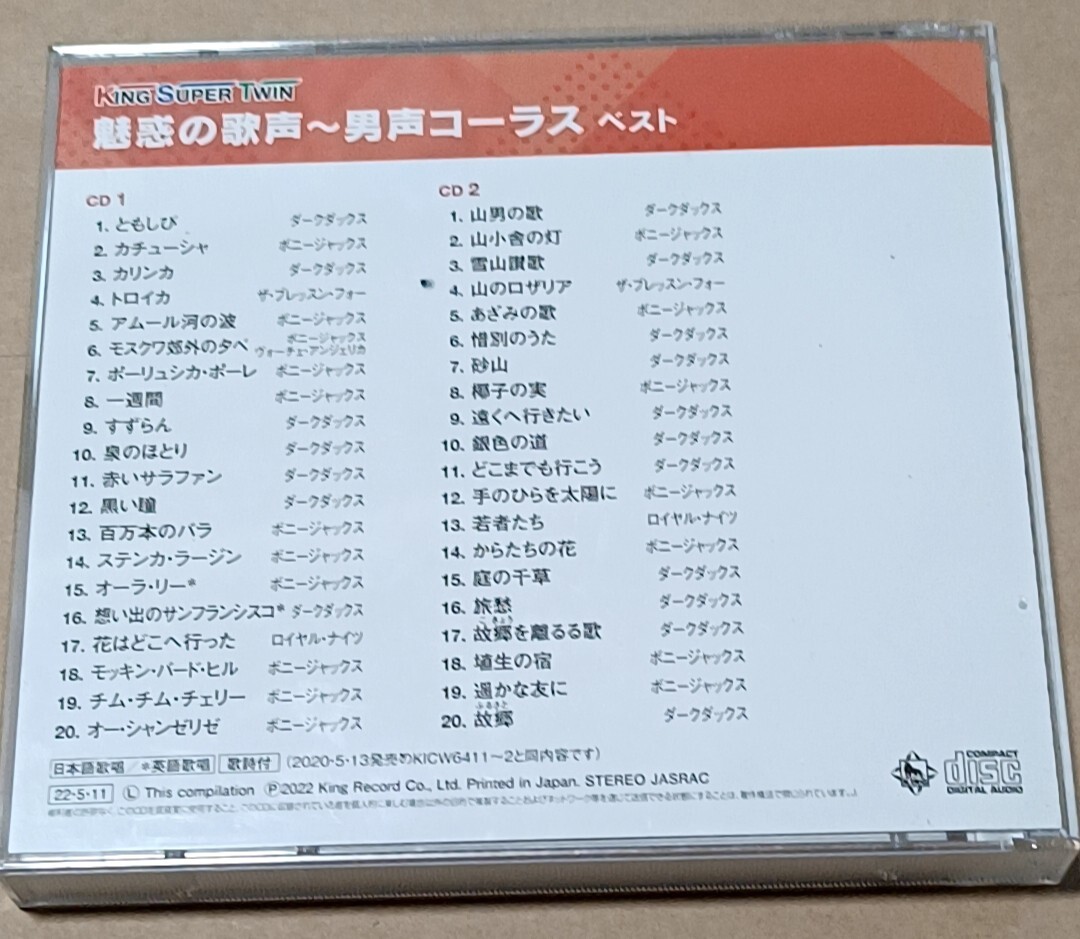 KING SUPER TWIN
魅惑の歌声～男声コーラス ベスト
CD 1
1. ともしび ダークダックス
2. カチューシャ ボニージャックス
3. カリンカ ダークダックス
4. トロイカ ザ・ブレッスン・フォー
5. アムール河の波 ボニージャックス
6. モスクワ郊外の夕べ ボニージャックス
ヴォーチェ・アンジェリカ
7. ポーリュシカ・ポーレ ボニージャックス
8. 一週間 ボニージャックス
9. すずらん ダークダックス
10. 泉のほとり ダークダックス
11. 赤いサラファン ダークダックス
12. 黒い瞳 ダークダックス
13. 百万本のバラ ボニージャックス
14. ステンカ・ラージン ボニージャックス
15. オーラ・リー* ボニージャックス
16. 想い出のサンフランシスコ* ダークダックス
17. 花はどこへ行った ロイヤル・ナイツ
18. モッキン・バード・ヒル ボニージャックス
19. チム・チム・チェリー ボニージャックス
20. オー・シャンゼリゼ ボニージャックス
CD 2
1. 山男の歌 ダークダックス
2. 山小舎の灯 ボニージャックス
3. 雪山讃歌 ダークダックス
4. 山のロザリア ザ・ブレッスン・フォー
5. あざみの歌 ボニージャックス
6. 惜別のうた ダークダックス
7. 砂山 ダークダックス
8. 椰子の実 ボニージャックス
9. 遠くへ行きたい ダークダックス
10. 銀色の道 ダークダックス
11. どこまでも行こう ダークダックス
12. 手のひらを太陽に ボニージャックス
13. 若者たち ロイヤル・ナイツ
14. からたちの花 ボニージャックス
15. 庭の千草 ダークダックス
16. 旅愁 ダークダックス
こきょう
17. 故郷を離るる歌 ダークダックス
18. 埴生の宿 ボニージャックス
19. 遥かな友に ボニージャックス
ふるさと
20. 故郷 ダークダックス
日本語歌唱／*英語歌唱 歌詩付 (2020・5・13発売のKICW6411～2と同内容です)
22・5・11 Ⓛ This compilation Ⓟ2022 King Record Co., Ltd. Printed in Japan. STEREO JASRAC
COMPACT
disc
DIGITAL AUDIO